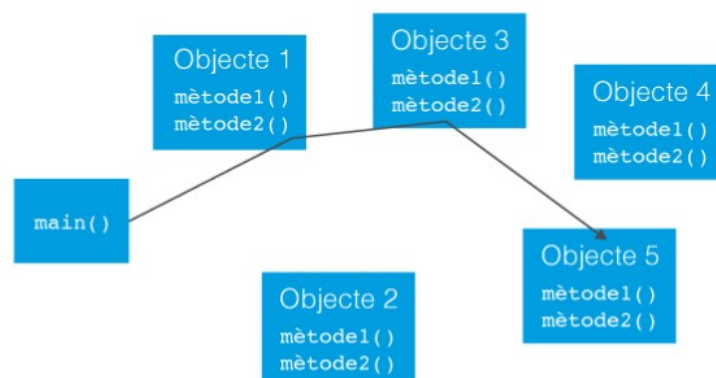 Objecte 1
mètode1()
mètode2()
Objecte 3
mètode1()
mètode2()
Objecte 4
mètode1()
mètode2()
main()
Objecte 2
mètode1()
mètode2()
Objecte 5
mètode1()
mètode2()